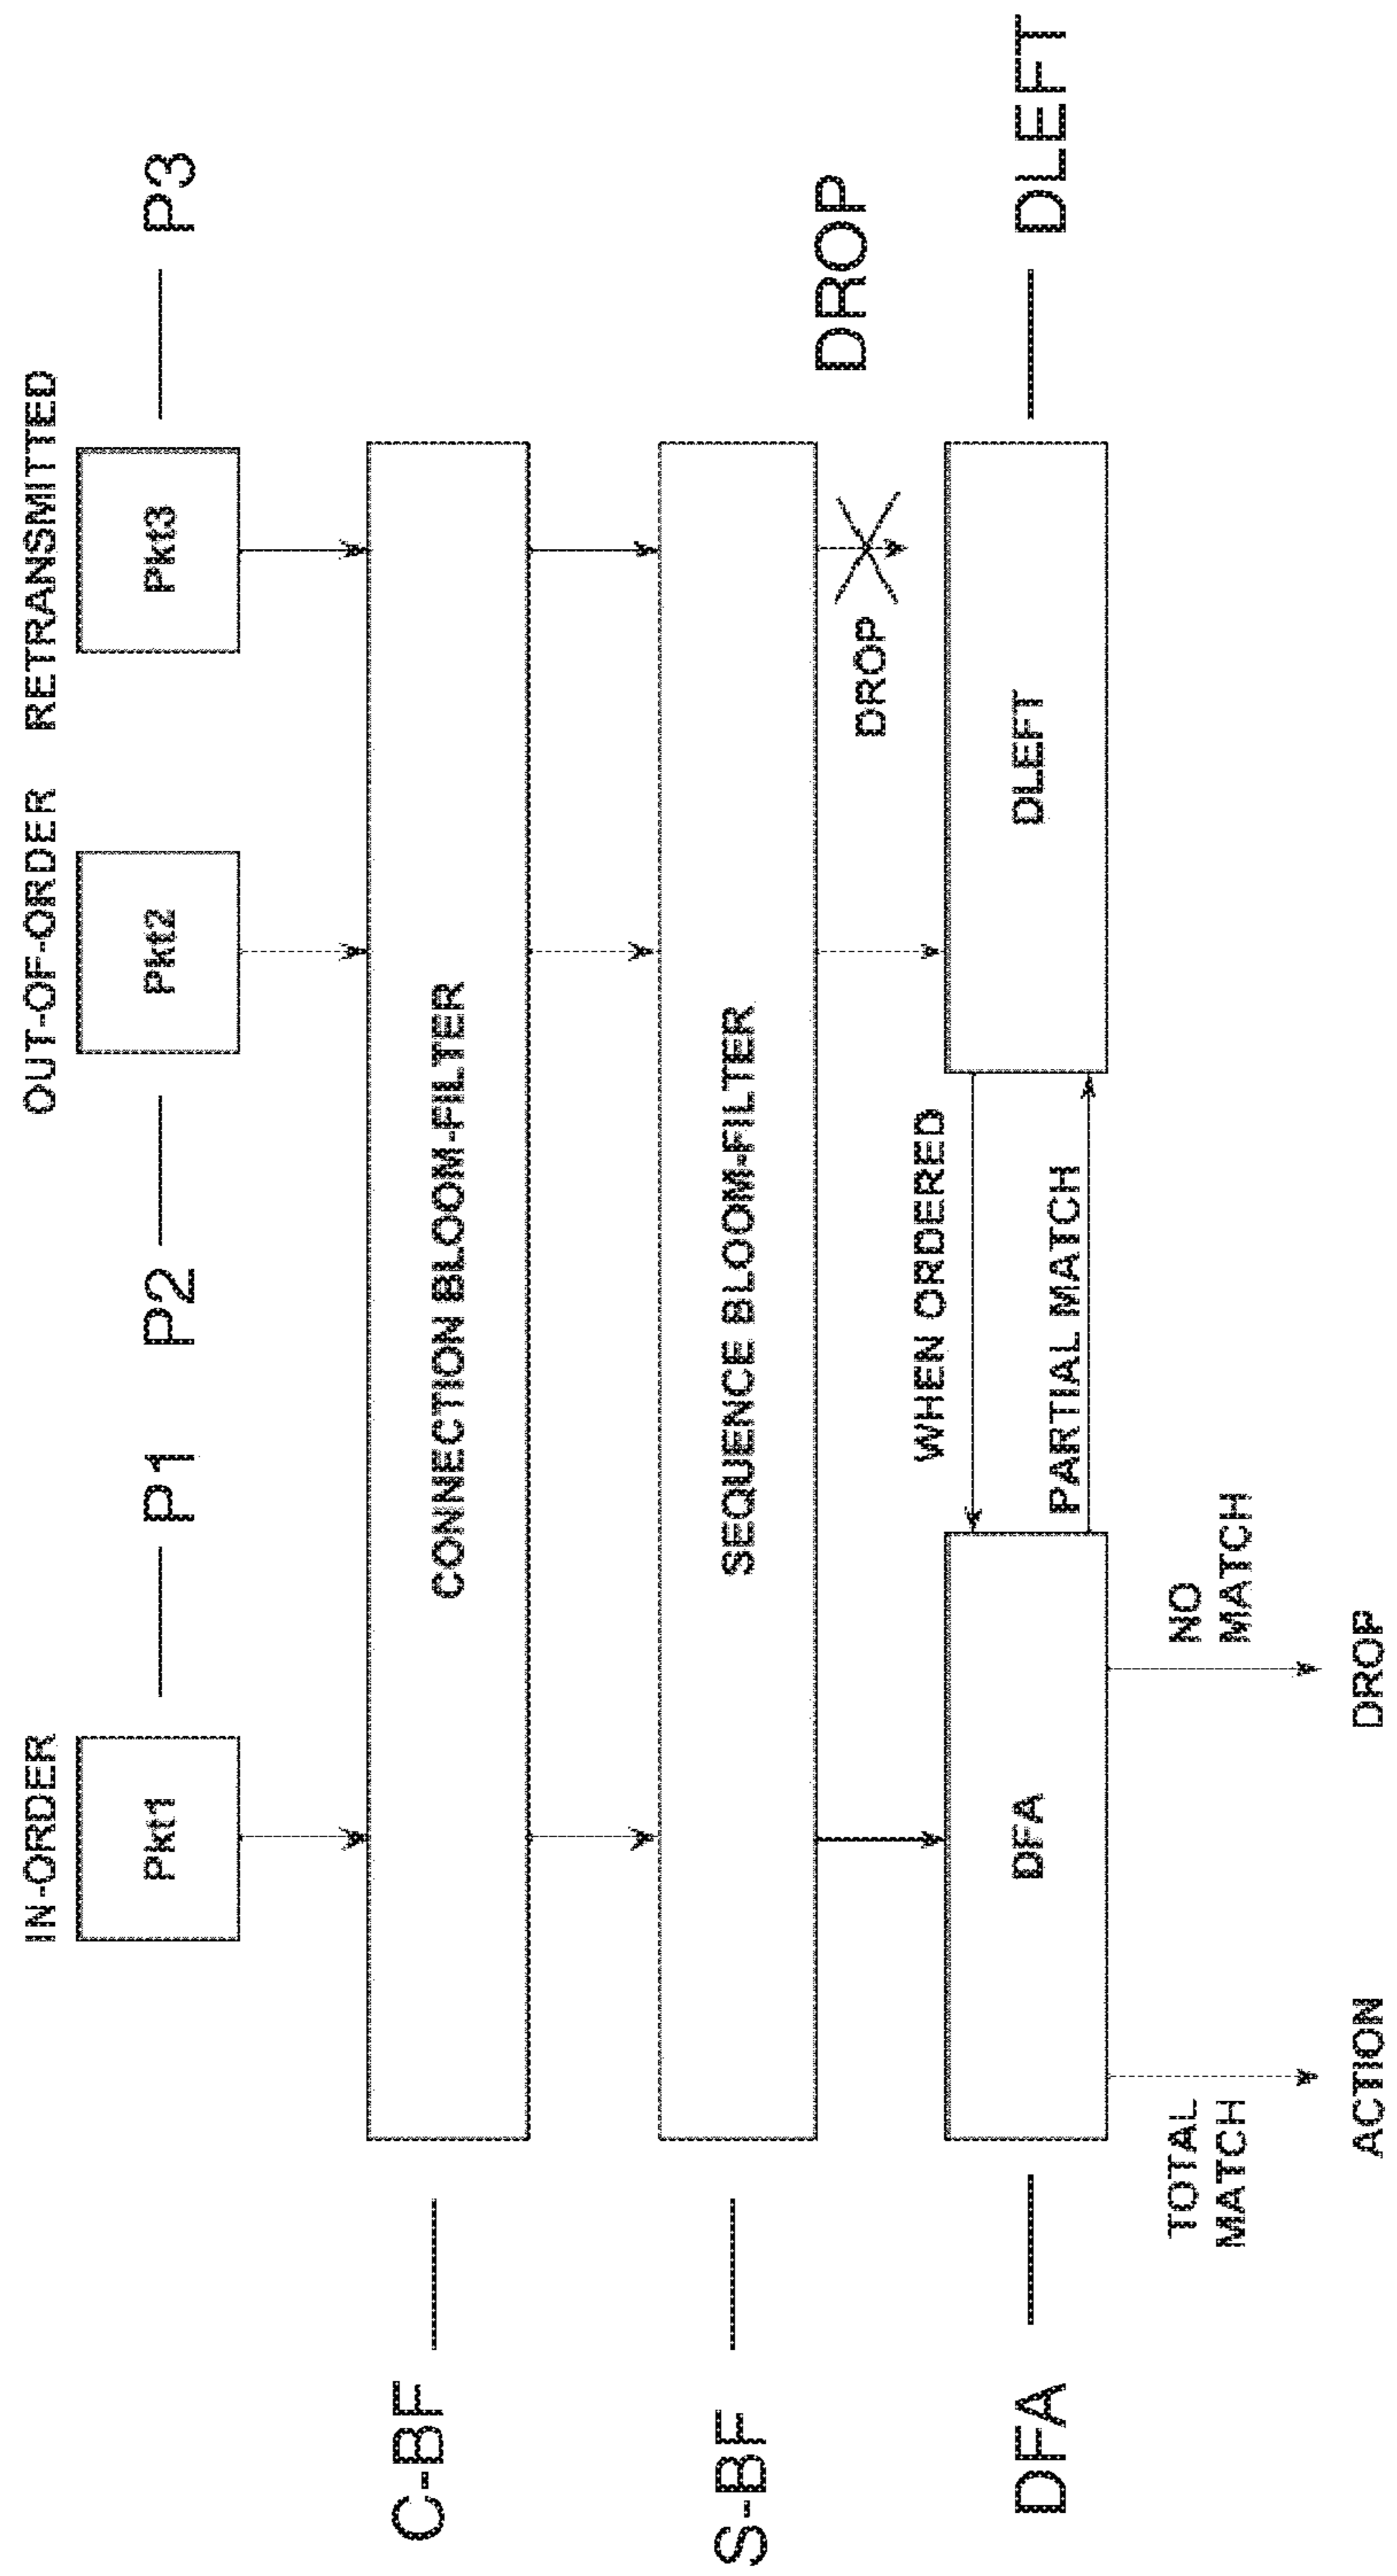 IN-ORDER
OUT-OF-ORDER
RETRANSMITTED
Pkt1
P1
P2
Pkt2
Pkt3
P3
C-BF
CONNECTION BLOOM-FILTER
S-BF
SEQUENCE BLOOM-FILTER
DROP
DROP
WHEN ORDERED
DFA
DFA
DLEFT
DLEFT
PARTIAL MATCH
TOTAL
MATCH
NO
MATCH
ACTION
DROP